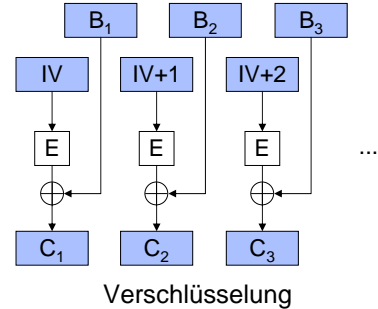 B₁ B₂ B₃
IV IV+1 IV+2
E E E ...
C₁ C₂ C₃
Verschlüsselung